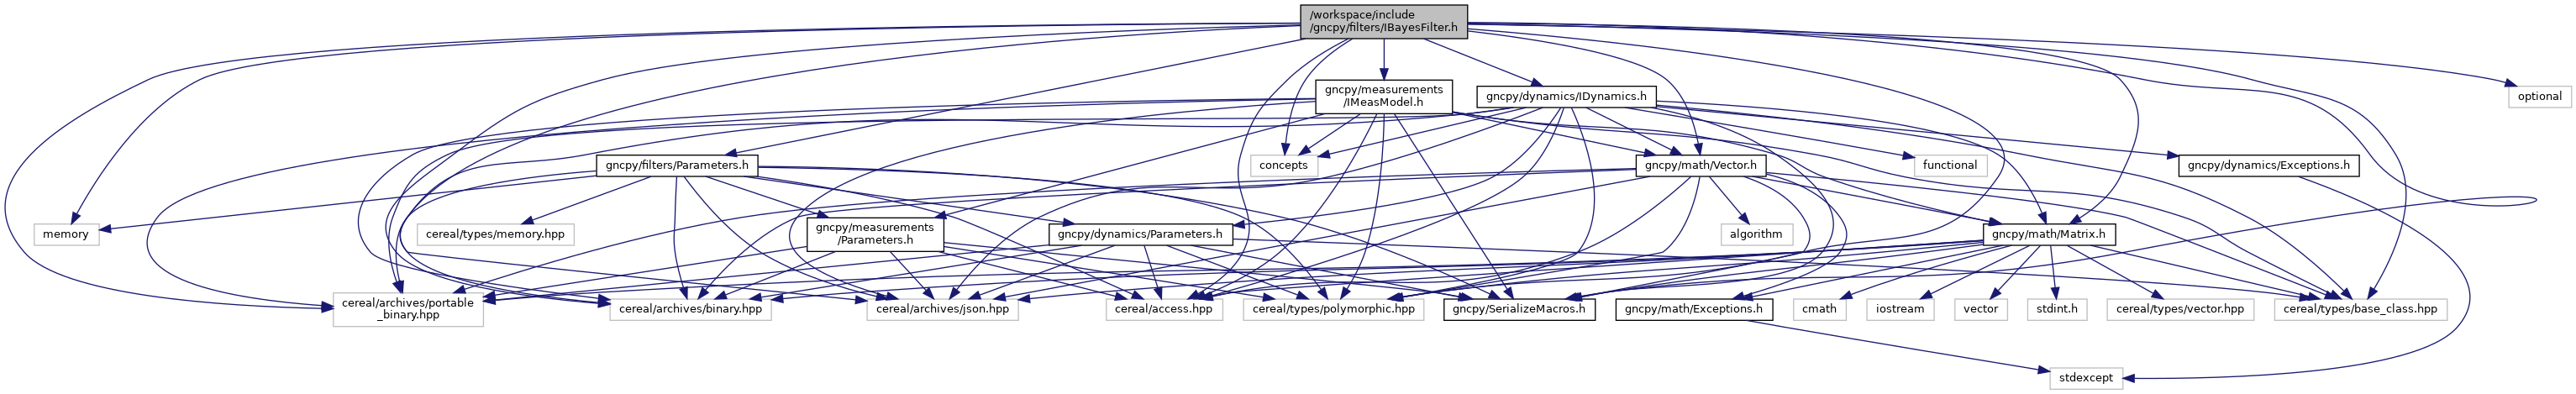 /workspace/include
/gncpy/filters/IBayesFilter.h
gncpy/measurements
/IMeasModel.h
gncpy/dynamics/IDynamics.h
optional
gncpy/filters/Parameters.h
concepts
gncpy/math/Vector.h
functional
gncpy/dynamics/Exceptions.h
memory
cereal/types/memory.hpp
gncpy/measurements
/Parameters.h
gncpy/dynamics/Parameters.h
algorithm
gncpy/math/Matrix.h
cereal/archives/portable
_binary.hpp
cereal/archives/binary.hpp
cereal/archives/json.hpp
cereal/access.hpp
cereal/types/polymorphic.hpp
gncpy/SerializeMacros.h
gncpy/math/Exceptions.h
cmath
iostream
vector
stdint.h
cereal/types/vector.hpp
cereal/types/base_class.hpp
stdexcept